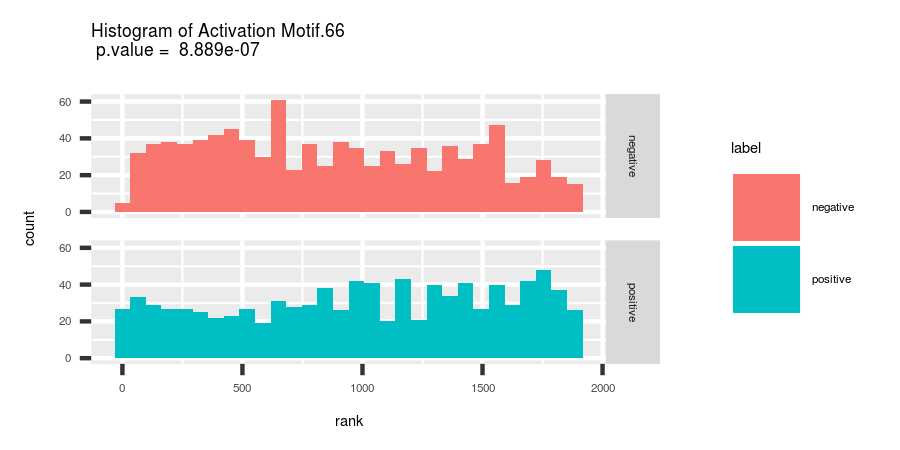 Histogram of Activation Motif.66
p.value = 8.889e-07
60
40
20
0
negative
60
40
20
0
positive
0 500 1000 1500 2000
rank
count
label
negative
positive